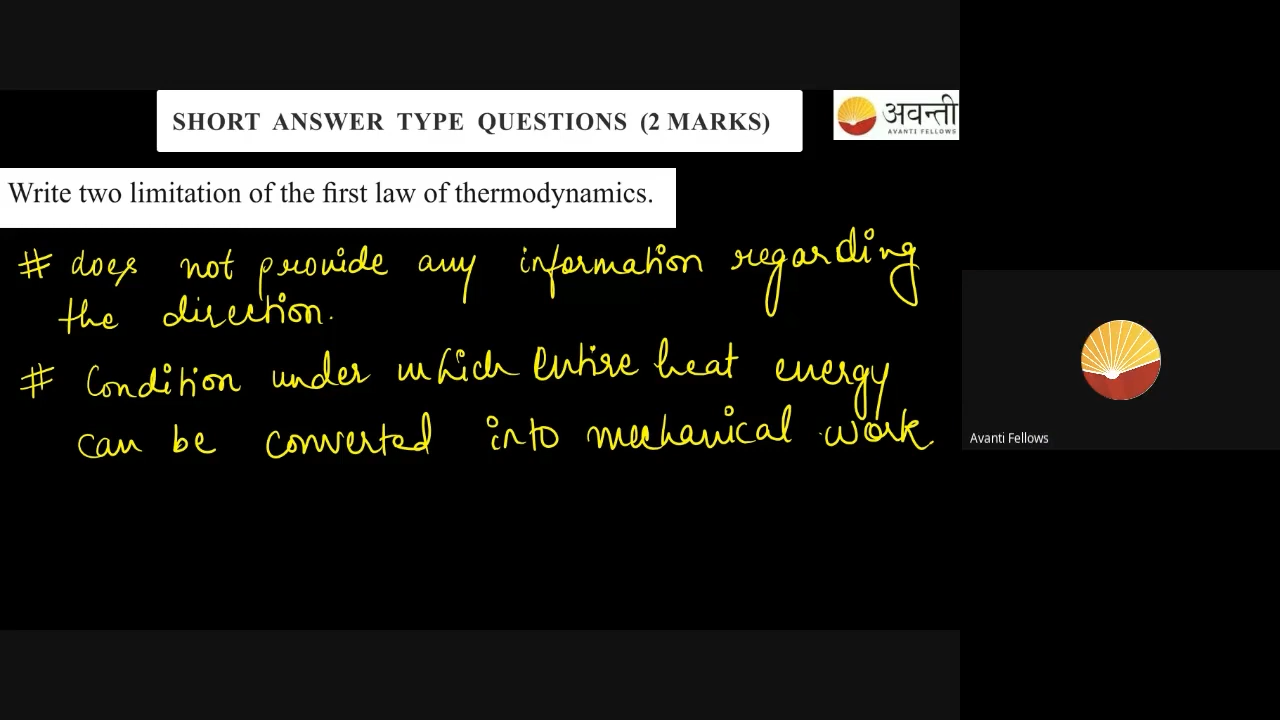 SHORT ANSWER TYPE QUESTIONS (2 MARKS)
अवन्ती
AVANTI FELLOWS
Write two limitation of the first law of thermodynamics.
# does not provide any information regarding
the direction.
# Condition under which entire heat energy
can be converted into mechanical work
Avanti Fellows